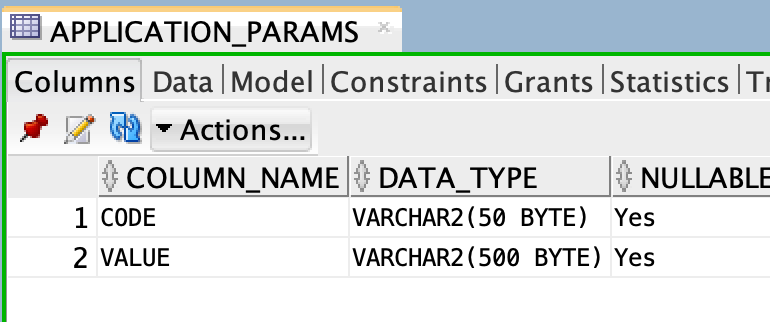 APPLICATION_PARAMS
Columns Data Model Constraints Grants Statistics Tr
Actions...
COLUMN_NAME DATA_TYPE NULLABLE
1 CODE VARCHAR2(50 BYTE) Yes
2 VALUE VARCHAR2(500 BYTE) Yes